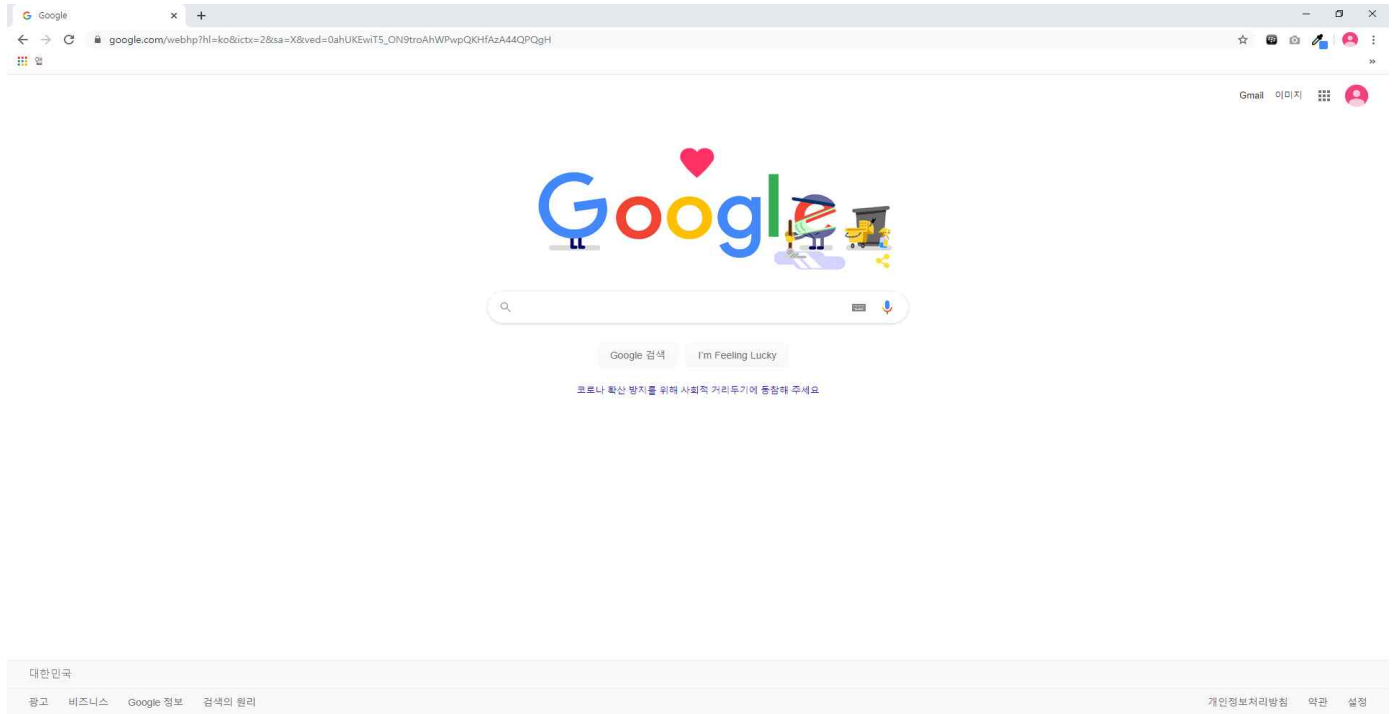 Google
google.com/webhp?hl=ko&ictx=2&sa=X&ved=0ahUKEwiT5_ON9troAhWPwpQKHfAzA44QPQgH
앱
Gmail 이미지
Google
Google 검색 I'm Feeling Lucky
코로나 확산 방지를 위해 사회적 거리두기에 동참해 주세요
대한민국
광고 비즈니스 Google 정보 검색의 원리 개인정보처리방침 약관 설정